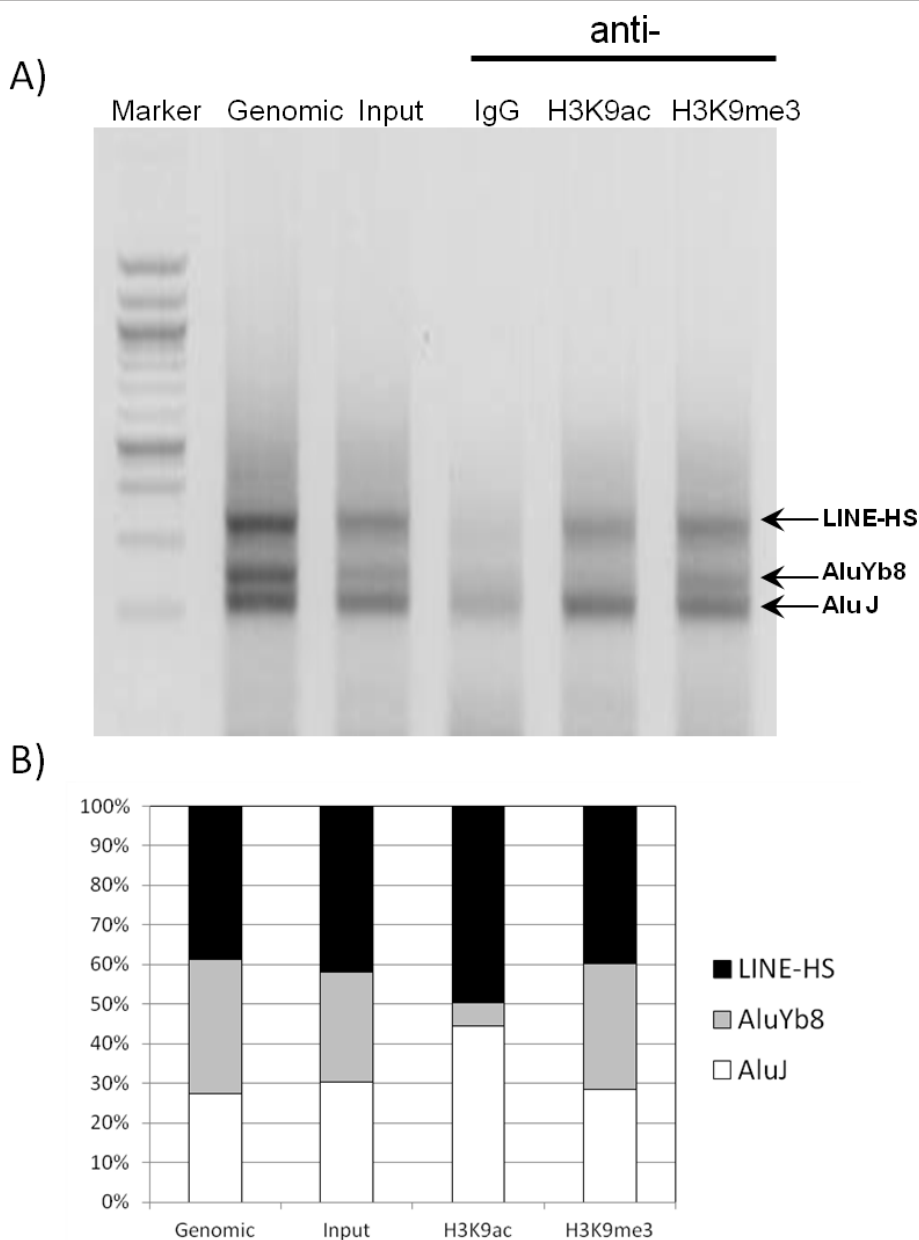 anti-
A)
Marker Genomic Input IgG H3K9ac H3K9me3
LINE-HS
AluYb8
Alu J
B)
100%
90%
80%
70%
60%
50%
40%
30%
20%
10%
0%
LINE-HS
AluYb8
AluJ
Genomic Input H3K9ac H3K9me3